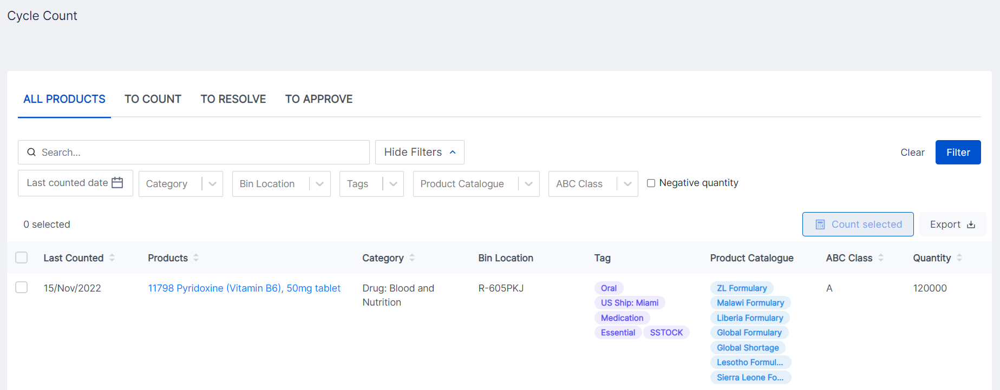 Cycle Count
ALL PRODUCTS TO COUNT TO RESOLVE TO APPROVE
Search... Hide Filters Clear Filter
Last counted date Category Bin Location Tags Product Catalogue ABC Class Negative quantity
0 selected Count selected Export
Last Counted Products Category Bin Location Tag Product Catalogue ABC Class Quantity
15/Nov/2022 11798 Pyridoxine (Vitamin B6), 50mg tablet Drug: Blood and R-605PKJ Oral ZL Formulary A 120000
Nutrition US Ship: Miami Malawi Formulary
Medication Liberia Formulary
Essential SSTOCK Global Formulary
Global Shortage
Lesotho Formul...
Sierra Leone Fo...